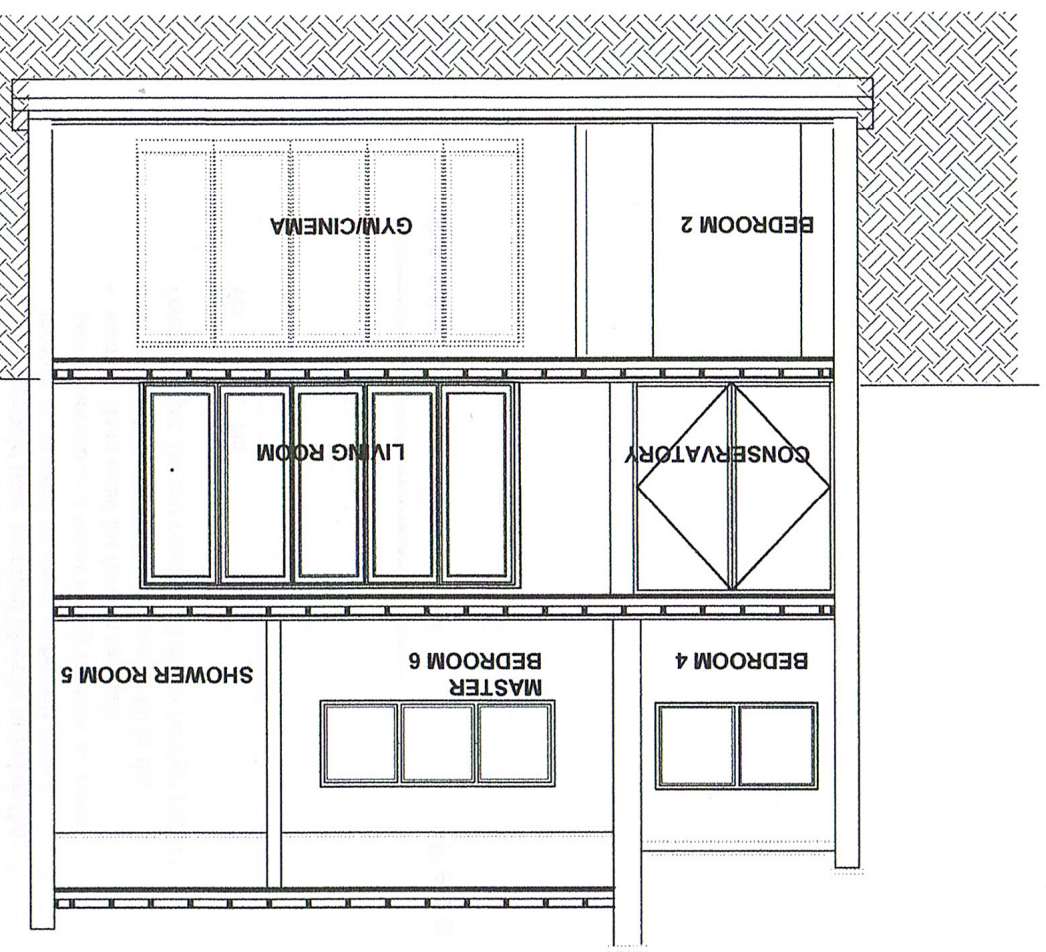 SHOWER ROOM 5
MASTER
BEDROOM 6
BEDROOM 4
LIVING ROOM
CONSERVATORY
GYM/CINEMA
BEDROOM 2